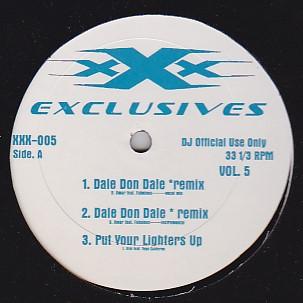 xXx
EXCLUSIVES
XXX-005
Side. A
DJ Official Use Only
33 1/3 RPM
VOL. 5
1. Dale Don Dale *remix
2. Dale Don Dale * remix
3. Put Your Lighters Up